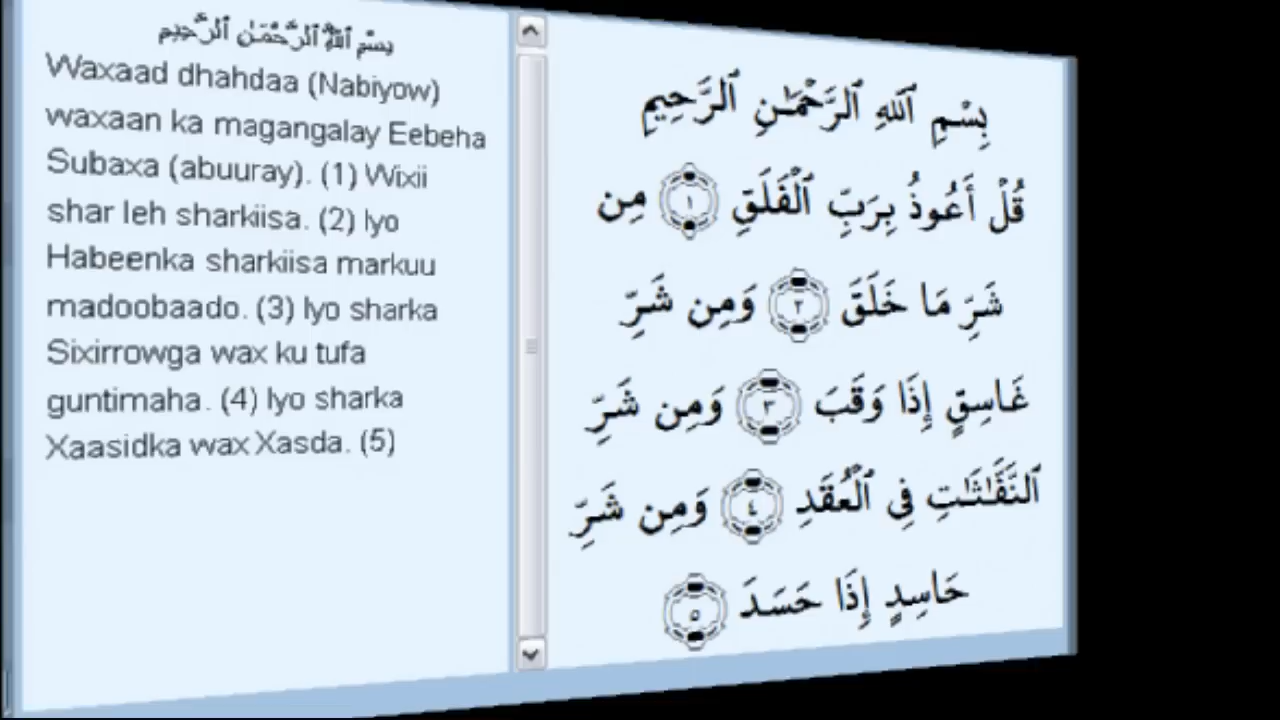 بِسْمِ ٱللَّهِ ٱلرَّحْمَٰنِ ٱلرَّحِيمِ
Waxaad dhahdaa (Nabiyow)
waxaan ka magangalay Eebeha
Subaxa (abuuray). (1) Wixii
shar leh sharkiisa. (2) Iyo
Habeenka sharkiisa markuu
madoobaado. (3) Iyo sharka
Sixirrowga wax ku tufa
guntimaha. (4) Iyo sharka
Xaasidka wax Xasda. (5)
بِسْمِ ٱللَّهِ ٱلرَّحْمَٰنِ ٱلرَّحِيمِ
قُلْ أَعُوذُ بِرَبِّ ٱلْفَلَقِ ١ مِن
شَرِّ مَا خَلَقَ ٢ وَمِن شَرِّ
غَاسِقٍ إِذَا وَقَبَ ٣ وَمِن شَرِّ
ٱلنَّفَّٰثَٰتِ فِى ٱلْعُقَدِ ٤ وَمِن شَرِّ
حَاسِدٍ إِذَا حَسَدَ ٥